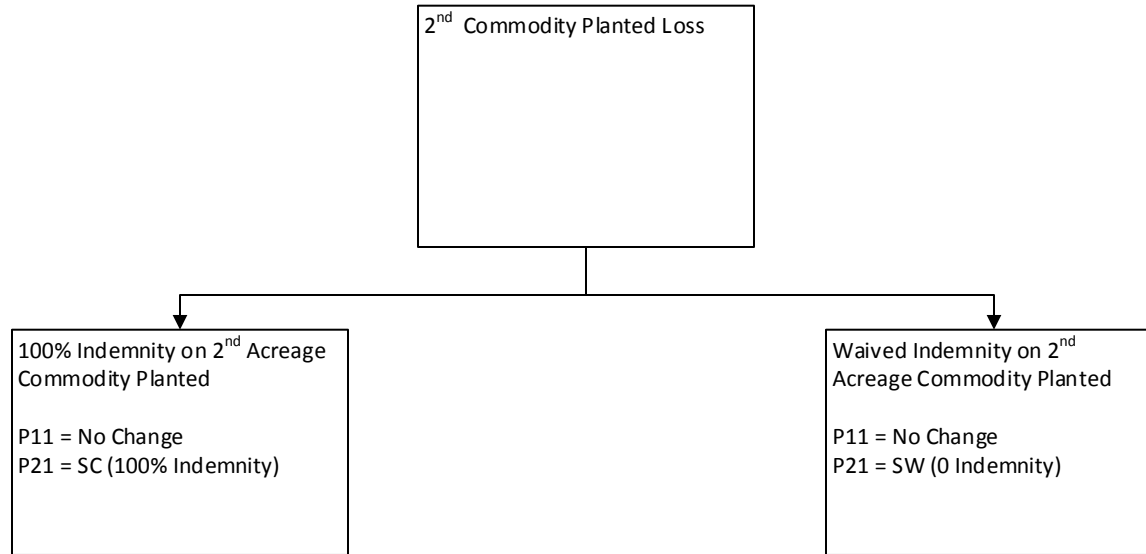 2nd Commodity Planted Loss
100% Indemnity on 2nd Acreage
Commodity Planted
P11 = No Change
P21 = SC (100% Indemnity)
Waived Indemnity on 2nd
Acreage Commodity Planted
P11 = No Change
P21 = SW (0 Indemnity)